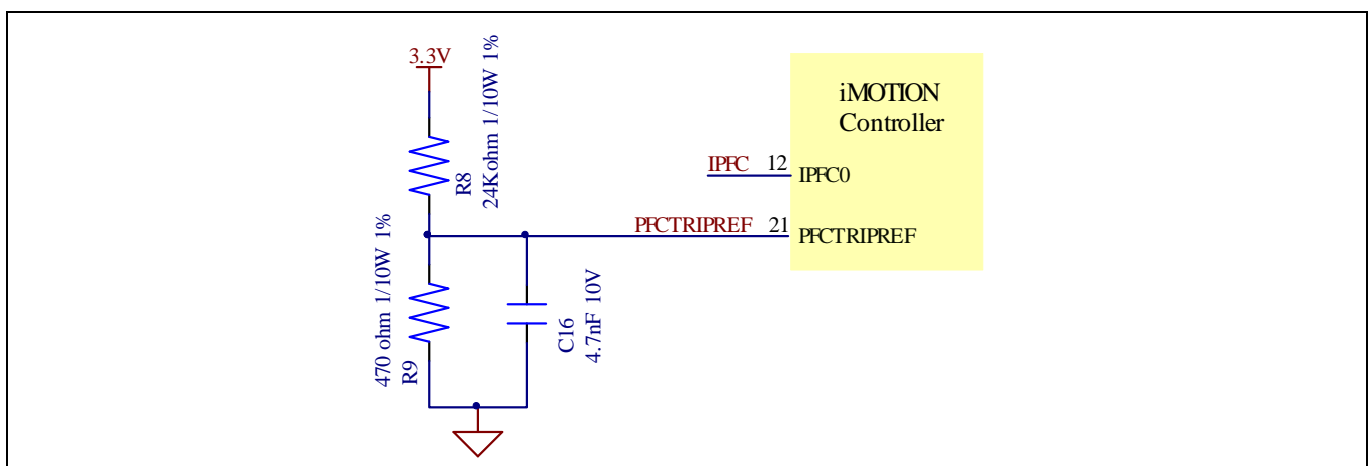 3.3V
R8
24Kohm 1/10W 1%
iMOTION
Controller
IPFC 12 IPFC0
PFCTRIPREF 21 PFCTRIPREF
470 ohm 1/10W 1%
R9
C16
4.7nF 10V